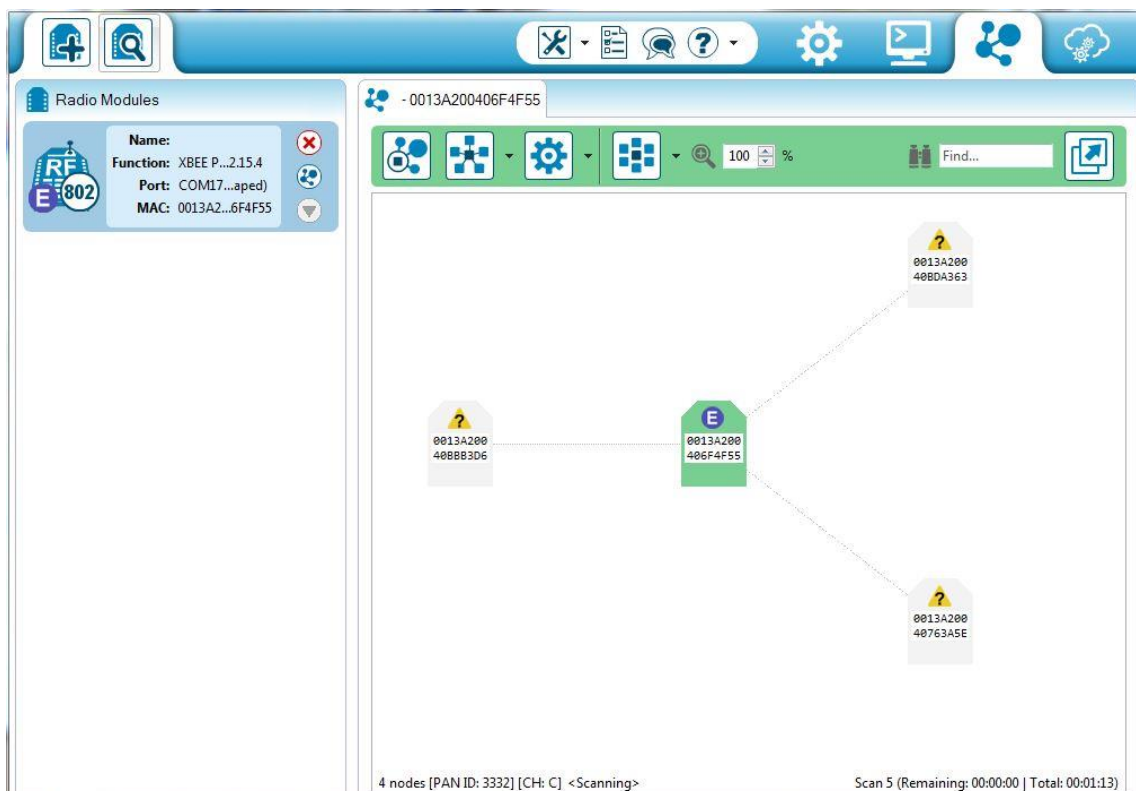 Radio Modules
Name:
Function: XBEE P...2.15.4
Port: COM17...aped)
MAC: 0013A2...6F4F55
RF
E 802
- 0013A200406F4F55
100 %
Find...
?
0013A200
40BDA363
?
0013A200
40BBB3D6
E
0013A200
406F4F55
?
0013A200
40763A5E
4 nodes [PAN ID: 3332] [CH: C] <Scanning>
Scan 5 (Remaining: 00:00:00 | Total: 00:01:13)